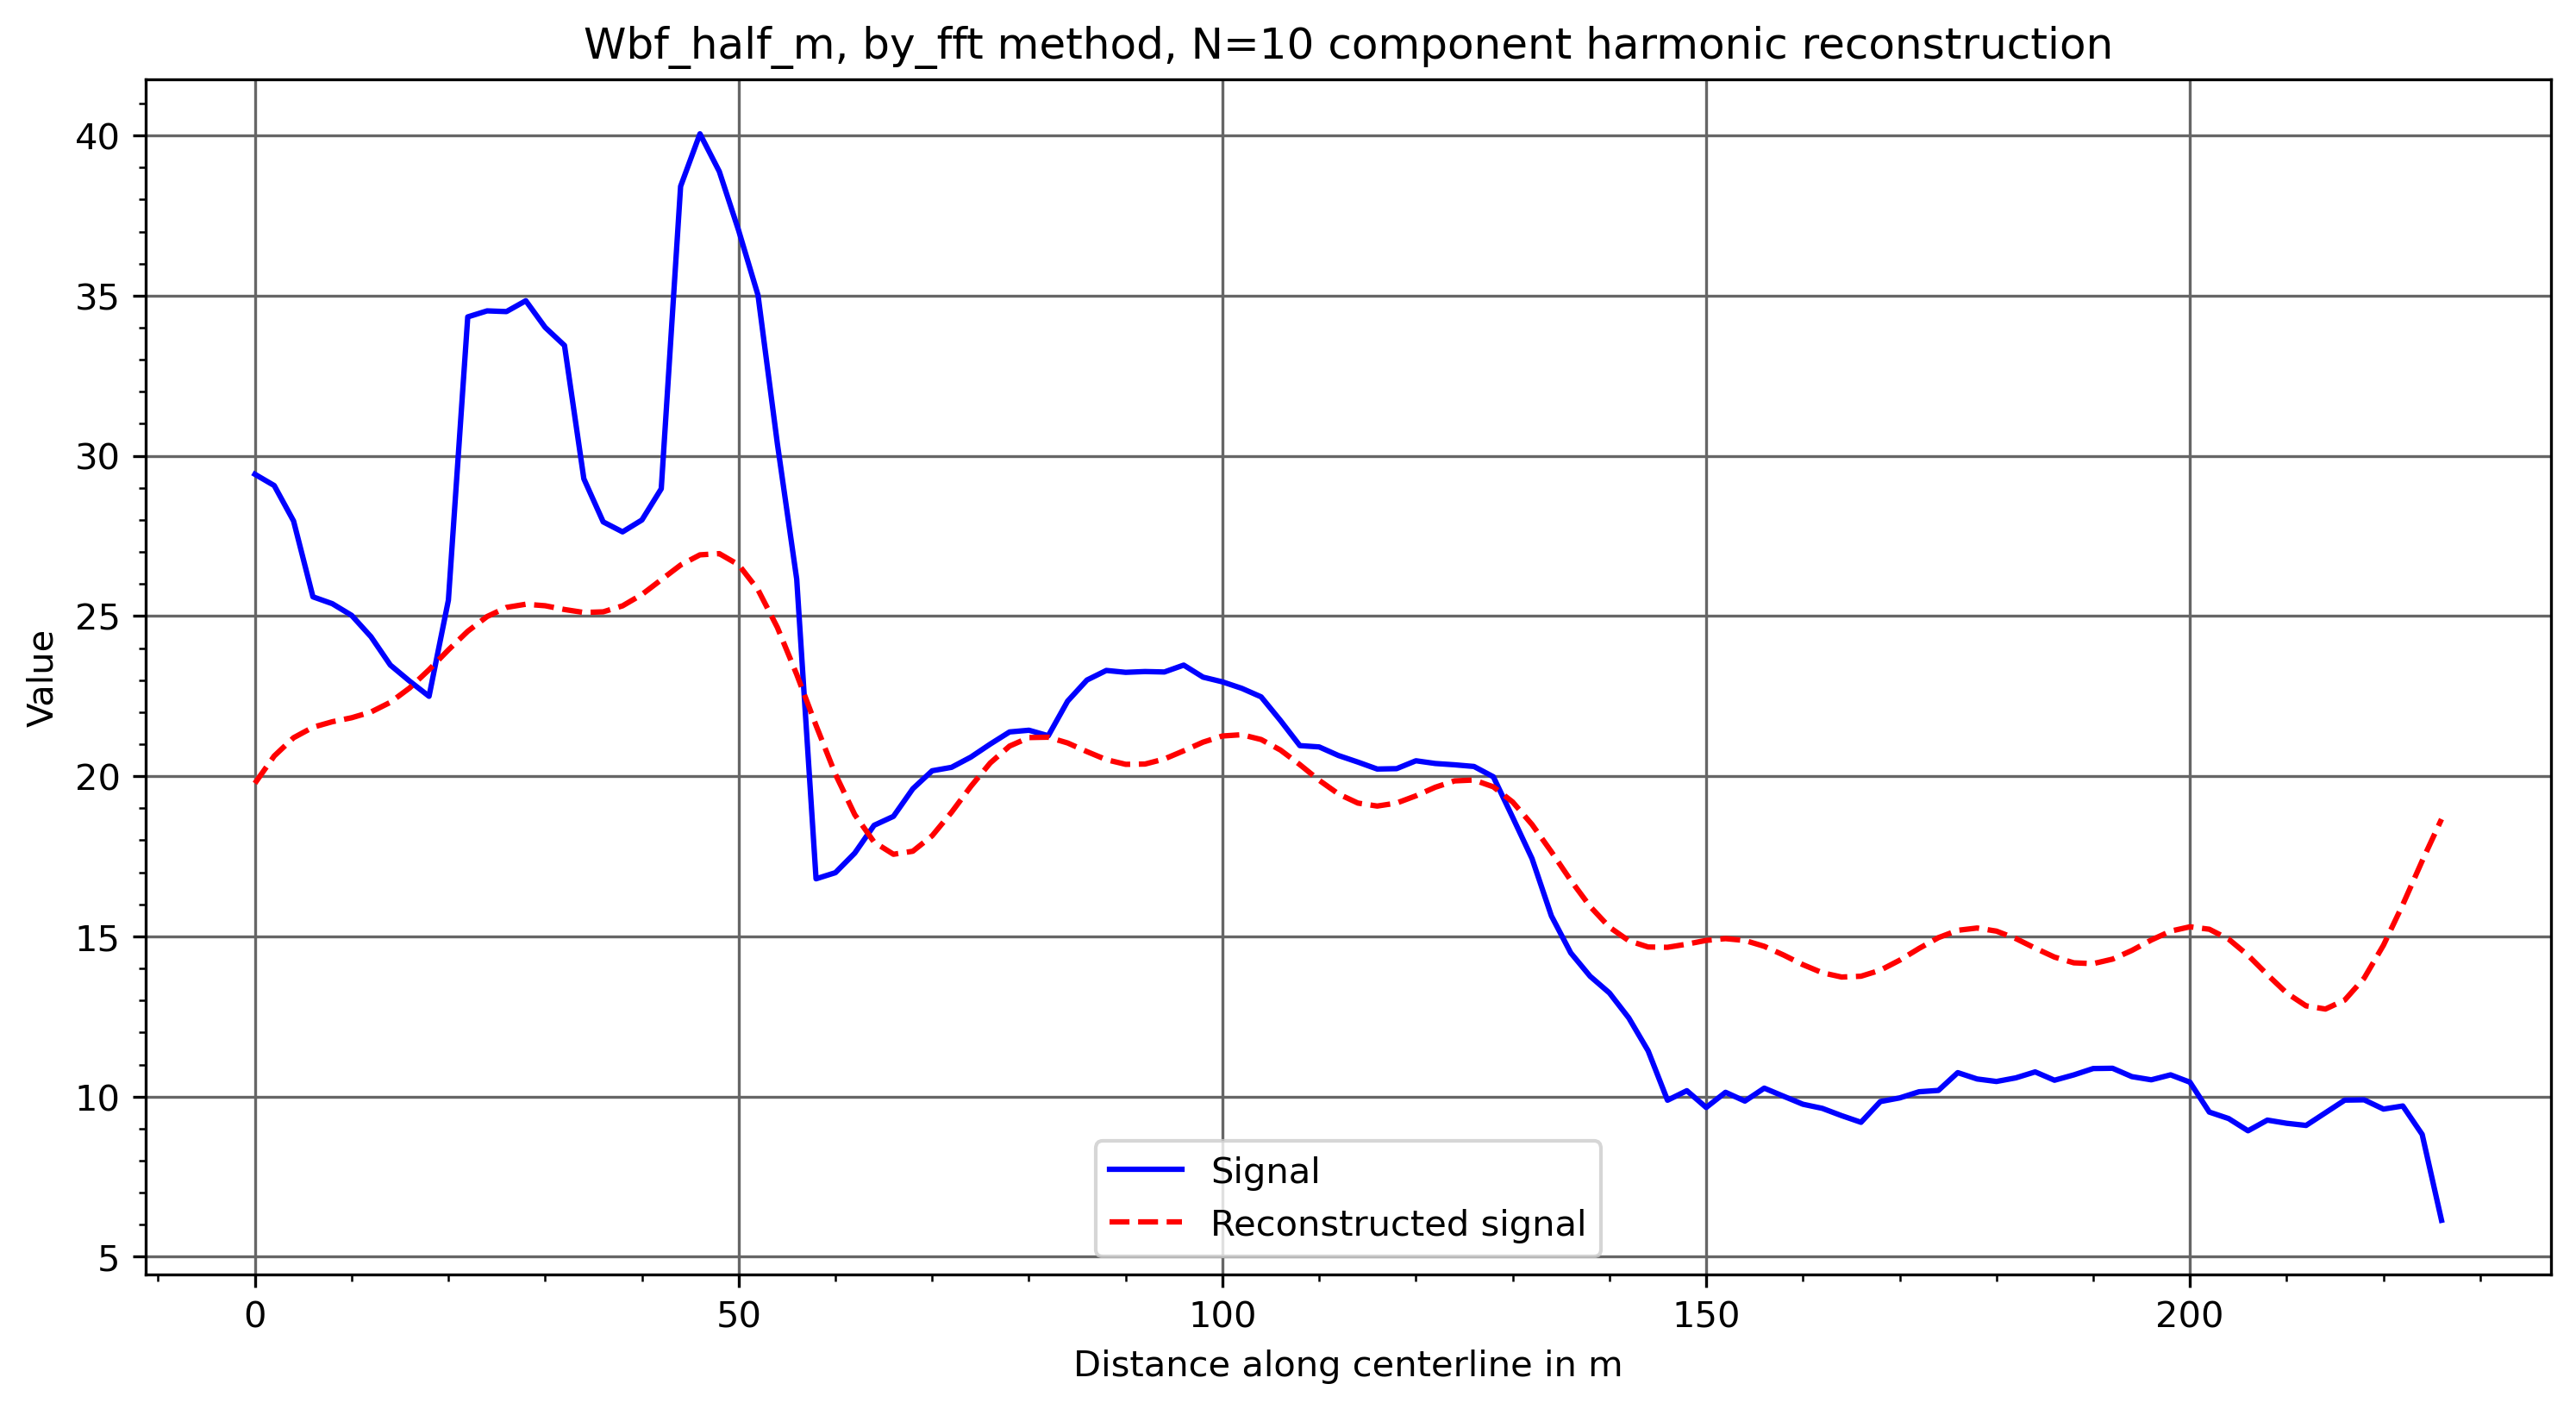 Wbf_half_m, by_fft method, N=10 component harmonic reconstruction
40
35
30
25
20
15
10
5
Value
Signal
Reconstructed signal
0 50 100 150 200
Distance along centerline in m